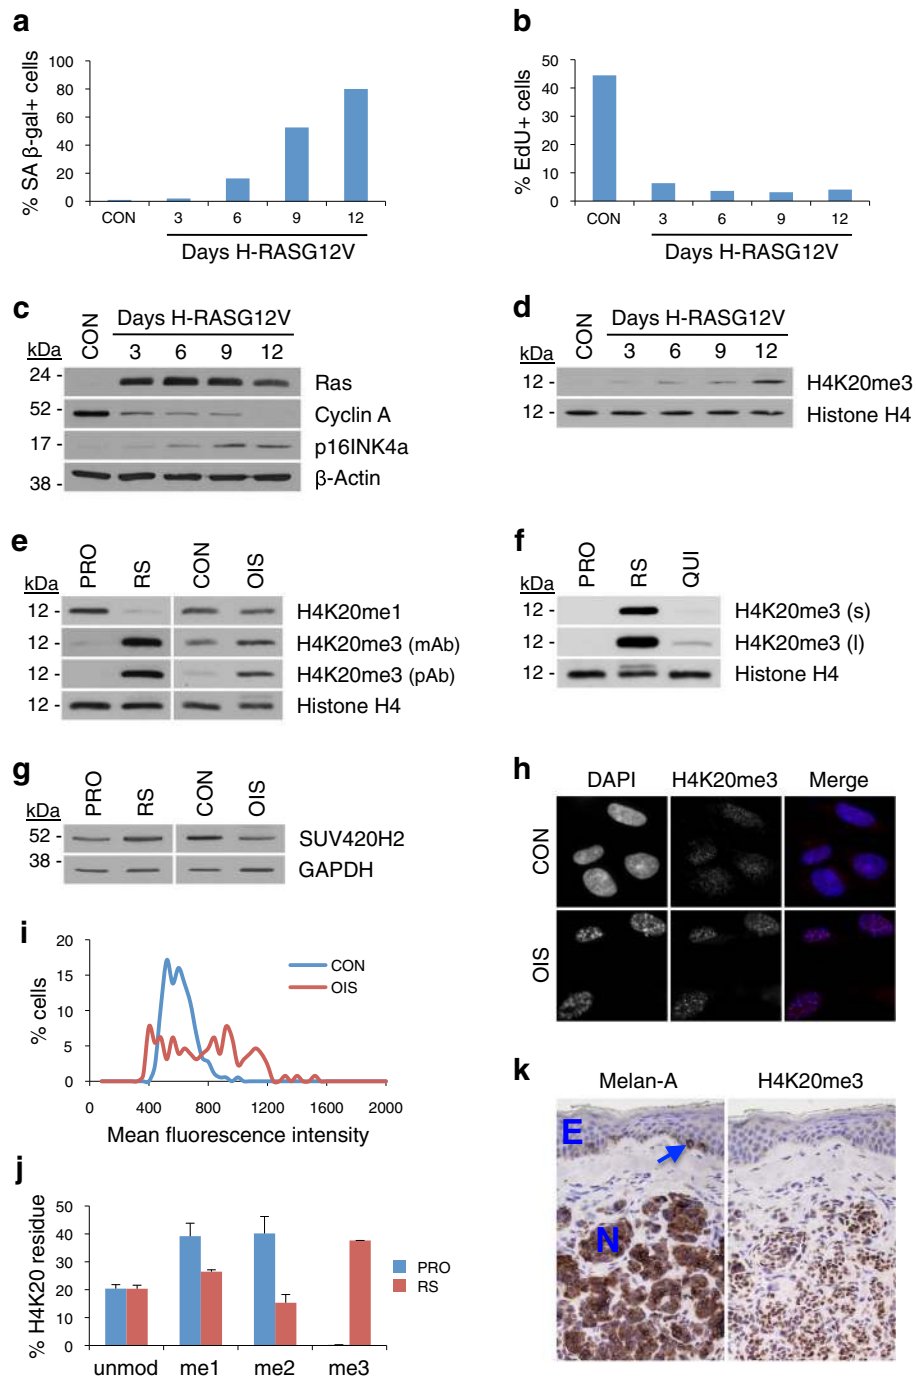 a
% SA β-gal+ cells
100
80
60
40
20
0
CON 3 6 9 12
Days H-RASG12V
b
% EdU+ cells
50
40
30
20
10
0
CON 3 6 9 12
Days H-RASG12V
c
Days H-RASG12V
kDa CON 3 6 9 12
24 - Ras
52 - Cyclin A
17 - p16INK4a
38 - β-Actin
d
Days H-RASG12V
kDa CON 3 6 9 12
12 - H4K20me3
12 - Histone H4
e
kDa PRO RS CON OIS
12 - H4K20me1
12 - H4K20me3 (mAb)
12 - H4K20me3 (pAb)
12 - Histone H4
f
kDa PRO RS QUI
12 - H4K20me3 (s)
12 - H4K20me3 (l)
12 - Histone H4
g
kDa PRO RS CON OIS
52 - SUV420H2
38 - GAPDH
h
DAPI H4K20me3 Merge
CON
OIS
i
% cells
20
15
10
5
0
0 400 800 1200 1600 2000
Mean fluorescence intensity
CON
OIS
j
% H4K20 residue
50
40
30
20
10
0
unmod me1 me2 me3
PRO
RS
k
Melan-A H4K20me3
E
N